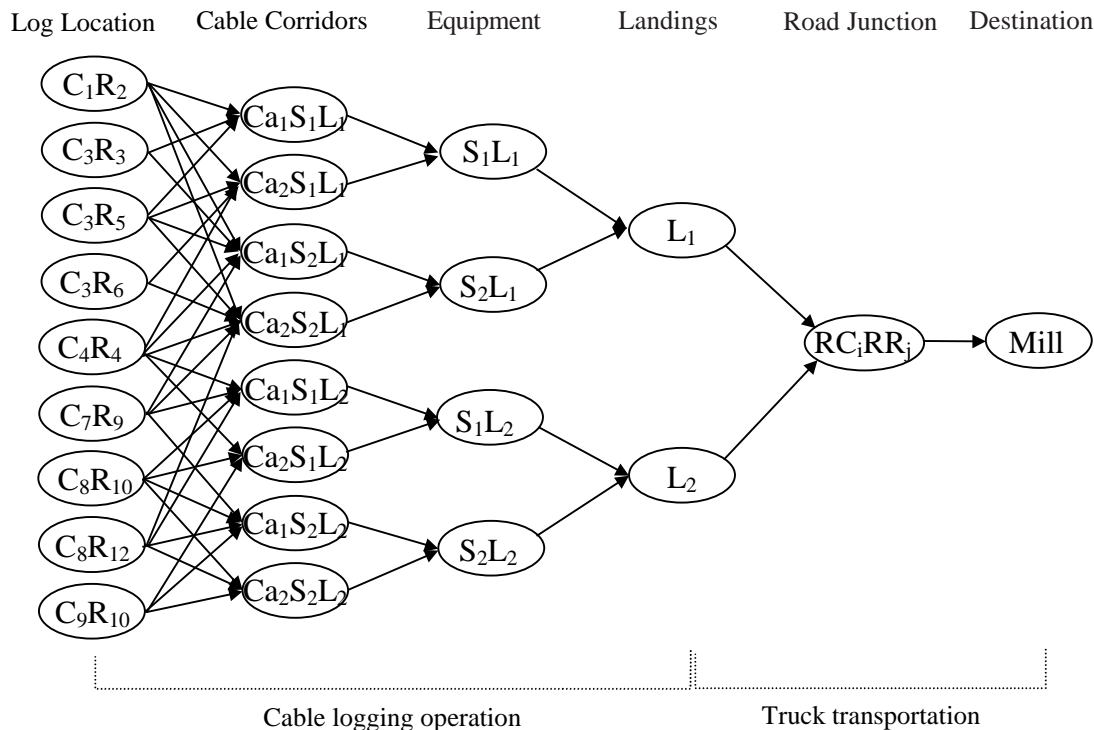 Log Location Cable Corridors Equipment Landings Road Junction Destination
C₁R₂
C₃R₃
C₃R₅
C₃R₆
C₄R₄
C₇R₉
C₈R₁₀
C₈R₁₂
C₉R₁₀
Ca₁S₁L₁
Ca₂S₁L₁
Ca₁S₂L₁
Ca₂S₂L₁
Ca₁S₁L₂
Ca₂S₁L₂
Ca₁S₂L₂
Ca₂S₂L₂
S₁L₁
S₂L₁
S₁L₂
S₂L₂
L₁
L₂
RCᵢRRⱼ
Mill
Cable logging operation
Truck transportation